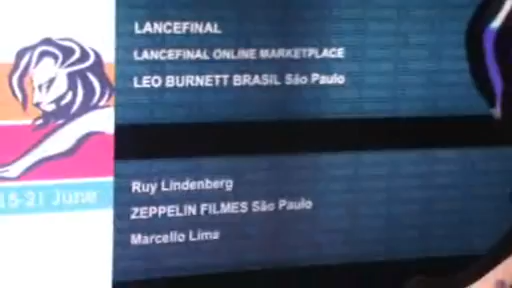 LANCEFINAL
LANCEFINAL ONLINE MARKETPLACE
LEO BURNETT BRASIL São Paulo
Ruy Lindenberg
ZEPPELIN FILMES São Paulo
Marcello Lima
15-21 June